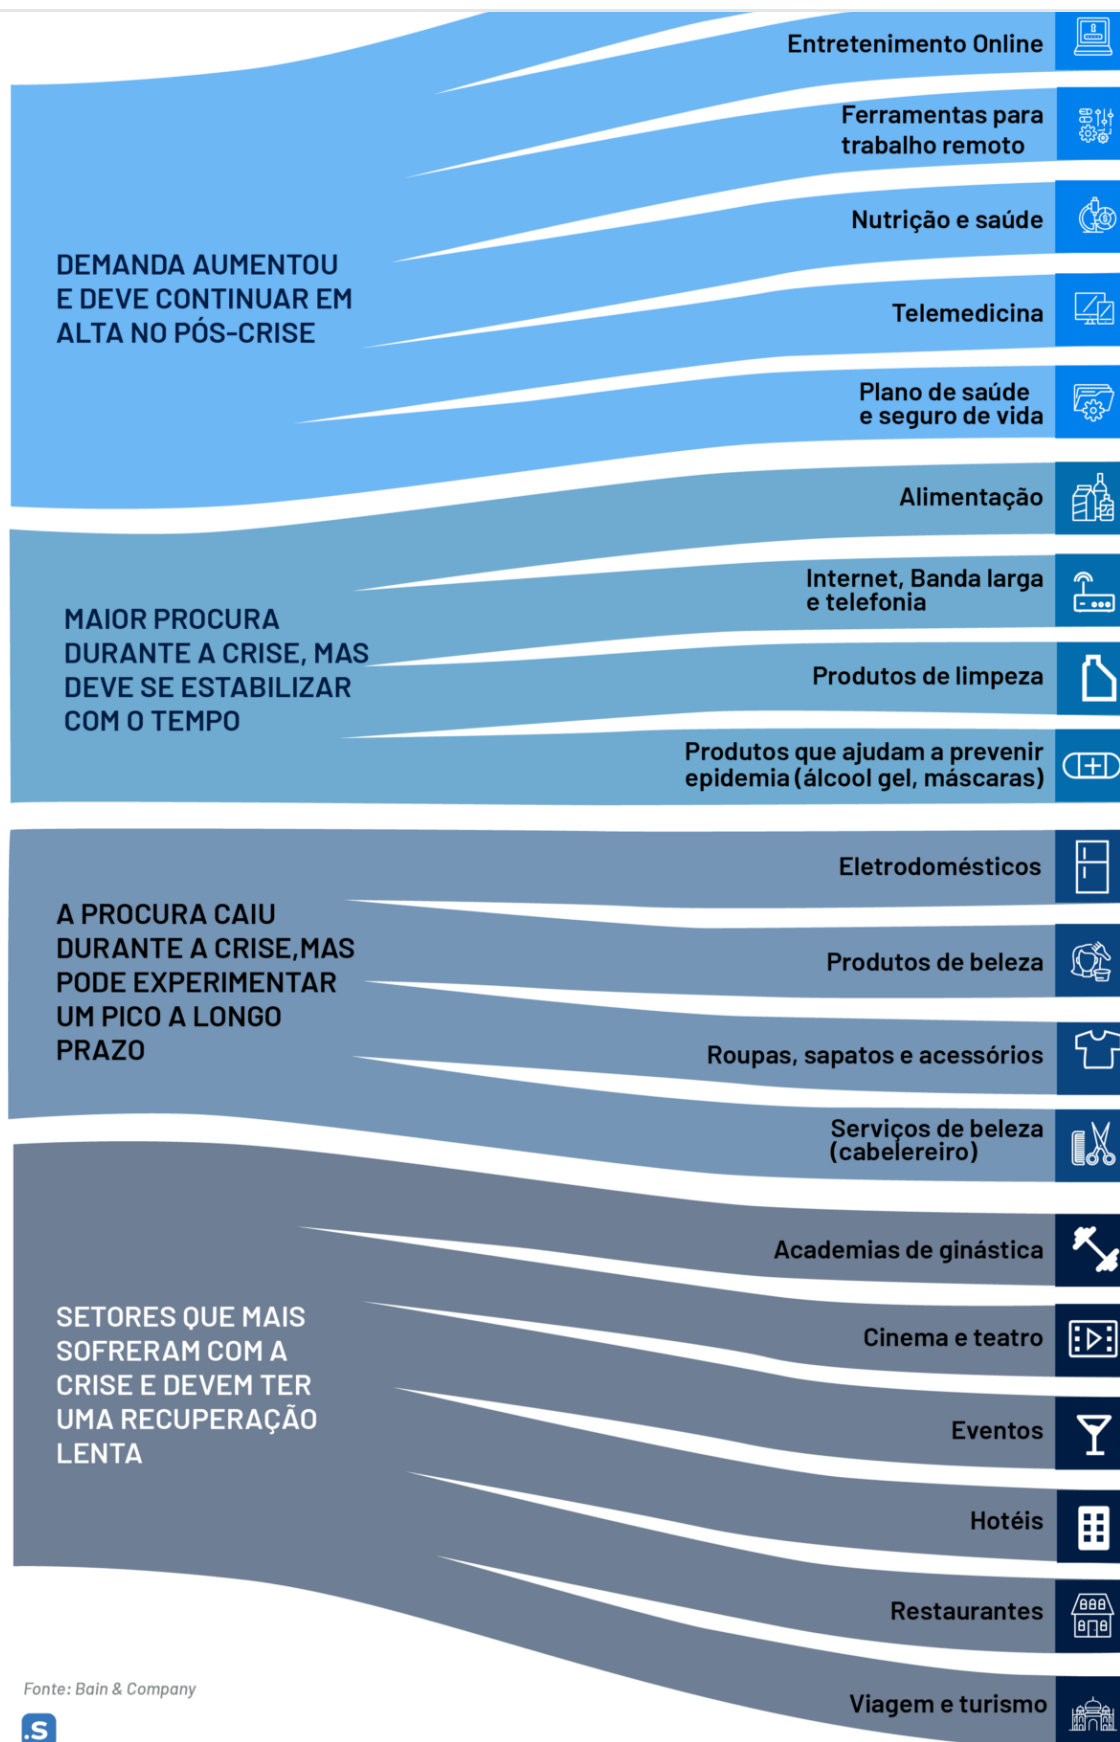 Entretenimento Online
Ferramentas para
trabalho remoto
Nutrição e saúde
DEMANDA AUMENTOU
E DEVE CONTINUAR EM
ALTA NO PÓS-CRISE
Telemedicina
Plano de saúde
e seguro de vida
Alimentação
Internet, Banda larga
e telefonia
MAIOR PROCURA
DURANTE A CRISE, MAS
DEVE SE ESTABILIZAR
COM O TEMPO
Produtos de limpeza
Produtos que ajudam a prevenir
epidemia (álcool gel, máscaras)
Eletrodomésticos
A PROCURA CAIU
DURANTE A CRISE,MAS
PODE EXPERIMENTAR
UM PICO A LONGO
PRAZO
Produtos de beleza
Roupas, sapatos e acessórios
Serviços de beleza
(cabelereiro)
Academias de ginástica
SETORES QUE MAIS
SOFRERAM COM A
CRISE E DEVEM TER
UMA RECUPERAÇÃO
LENTA
Cinema e teatro
Eventos
Hotéis
Restaurantes
Viagem e turismo
Fonte: Bain & Company
.S